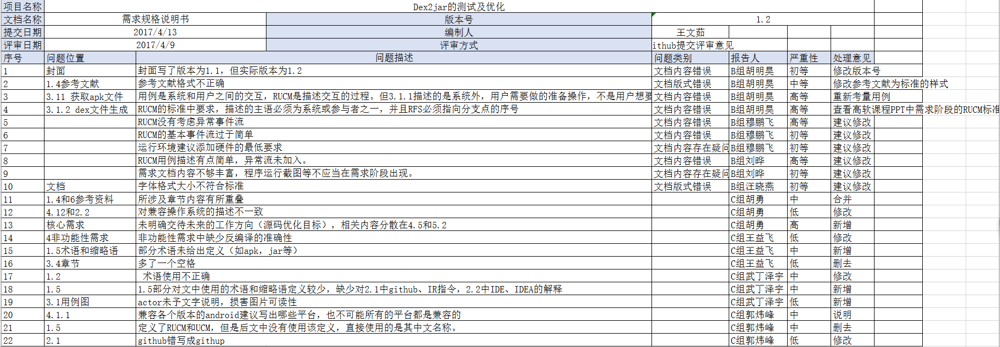 项目名称 Dex2jar的测试及优化
文档名称 需求规格说明书 版本号 1.2
提交日期 2017/4/13 编制人 王文茹
评审日期 2017/4/9 评审方式 ithub提交评审意见
序号 问题位置 问题描述 问题类别 报告人 严重性 处理意见
1 封面 封面写了版本为1.1，但实际版本为1.2 文档内容错误 B组胡明昊 初等 修改版本号
2 1.4参考文献 参考文献格式不正确 文档版式错误 B组胡明昊 中等 修改参考文献为标准的样式
3 3.11 获取apk文件 用例是系统和用户之间的交互，RUCM是描述交互的过程。但3.1.1描述的是系统外，用户需要做的准备操作，不是用户想要 文档内容错误 B组胡明昊 高等 重新考量用例
4 3.1.2 dex文件生成 RUCM的标准中要求，描述的主语必须为系统或参与者之一，并且RFS必须指向分支点的序号 文档内容错误 B组胡明昊 高等 查看高软课程PPT中需求阶段的RUCM标准
5 RUCM没有考虑异常事件流 文档内容错误 B组穆鹏飞 高等 建议修改
6 RUCM的基本事件流过于简单 文档内容错误 B组穆鹏飞 初等 建议修改
7 运行环境建议添加硬件的最低要求 文档内容存在疑问 B组穆鹏飞 初等 建议修改
8 RUCM用例描述有点简单，异常流未加入。 文档内容错误 B组刘晔 高等 建议修改
9 需求文档内容不够丰富，程序运行截图等不应当在需求阶段出现。 文档内容存在疑问 B组刘晔 初等 建议修改
10 文档 字体格式大小不符合标准 文档版式错误 B组汪晓燕 初等 建议修改
11 1.4和6参考资料 所涉及章节内容有所重叠 C组胡勇 中 合并
12 4.12和2.2 对兼容操作系统的描述不一致 C组胡勇 低 修改
13 核心需求 未明确交待未来的工作方向（源码优化目标），相关内容分散在4.5和5.2 C组胡勇 高 新增
14 4非功能性需求 非功能性需求中缺少反编译的准确性 C组王益飞 低 修改
15 1.5术语和缩略语 部分术语未给出定义（如apk，jar等） C组王益飞 中 新增
16 3.4章节 多了一个空格 C组王益飞 低 删去
17 1.2 术语使用不正确 C组武丁泽宇 中 修改
18 1.5 1.5部分对文中使用的术语和缩略语定义较少，缺少对2.1中github、IR指令，2.2中IDE、IDEA的解释 C组武丁泽宇 中 新增
19 3.1用例图 actor未予文字说明，损害图片可读性 C组武丁泽宇 低 新增
20 4.1.1 兼容各个版本的android建议写出哪些平台，也不可能所有的平台都是兼容的 C组郭炜峰 中 说明
21 1.5 定义了RUCM和UCM，但是后文中没有使用该定义，直接使用的是其中文名称。 C组郭炜峰 中 删去
22 2.1 github错写成githup C组郭炜峰 低 修改